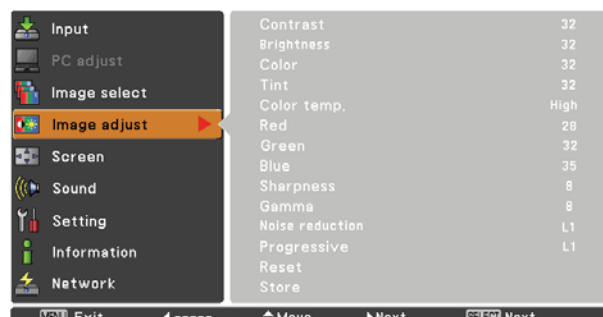 Input
PC adjust
Image select
Image adjust
Screen
Sound
Setting
Information
Network
Contrast 32
Brightness 32
Color 32
Tint 32
Color temp. High
Red 28
Green 32
Blue 35
Sharpness 8
Gamma 8
Noise reduction L1
Progressive L1
Reset
Store
MENU Exit ----- Move Next SELECT Next